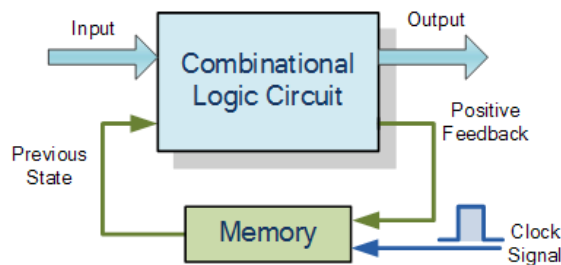 Input
Output
Combinational
Logic Circuit
Positive
Feedback
Previous
State
Memory
Clock
Signal